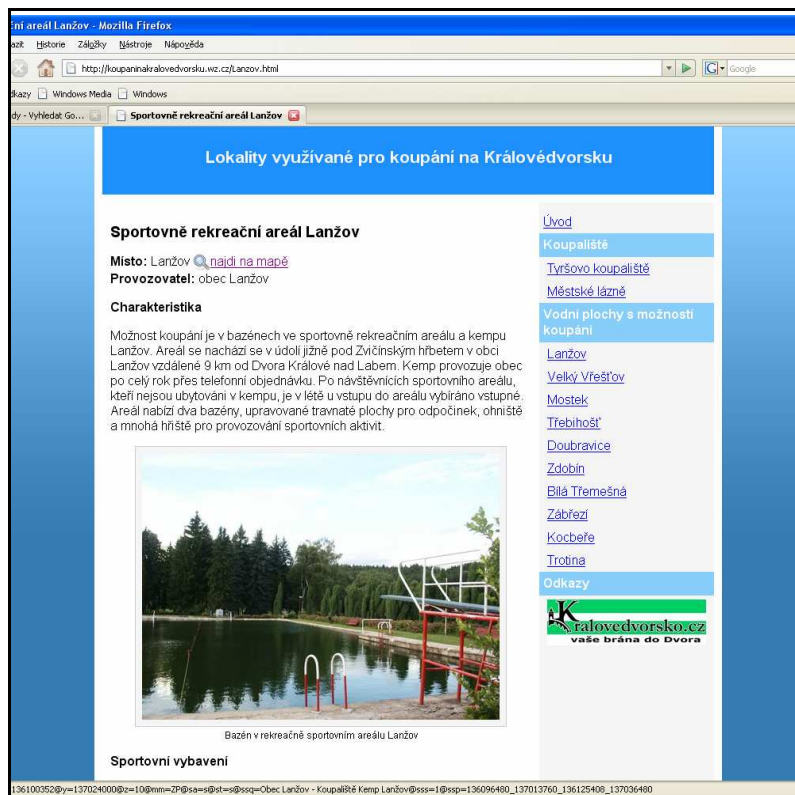 ní areál Lanžov - Mozilla Firefox
azit Historie Záložky Nástroje Nápověda
http://koupaninakralovedvorsku.wz.cz/Lanzov.html
Google
dkazy Windows Media Windows
dy - Vyhledat Go... Sportovně rekreační areál Lanžov
Lokality využívané pro koupání na Královédvorsku
Sportovně rekreační areál Lanžov
Místo: Lanžov najdi na mapě
Provozovatel: obec Lanžov
Charakteristika
Možnost koupání je v bazénech ve sportovně rekreačním areálu a kempu
Lanžov. Areál se nachází se v údolí jižně pod Zvičínským hřbetem v obci
Lanžov vzdálené 9 km od Dvora Králové nad Labem. Kemp provozuje obec
po celý rok přes telefonní objednávku. Po návštěvnících sportovního areálu,
kteří nejsou ubytováni v kempu, je v létě u vstupu do areálu vybíráno vstupné.
Areál nabízí dva bazény, upravované travnaté plochy pro odpočinek, ohniště
a mnohá hřiště pro provozování sportovních aktivit.
Bazén v rekreačně sportovním areálu Lanžov
Sportovní vybavení
Úvod
Koupaliště
Tyršovo koupaliště
Městské lázně
Vodní plochy s možností
koupání
Lanžov
Velký Vřešťov
Mostek
Třebihošť
Doubravice
Zdobín
Bílá Třemešná
Zábřezí
Kocbeře
Trotina
Odkazy
Kralovedvorsko.cz
vaše brána do Dvora
136100352@y=137024000@z=10@mm=ZP@sa=s@st=s@ssq=Obec Lanžov - Koupaliště Kemp Lanžov@sss=1@ssp=136096480_137013760_136125408_137036480